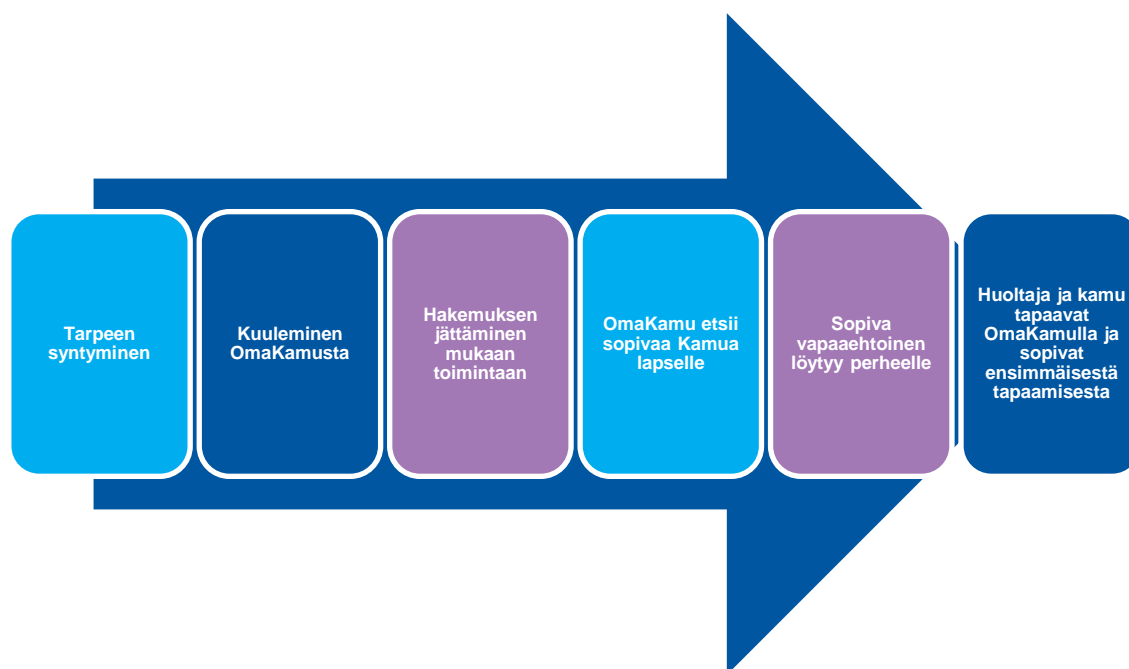 Tarpeen
syntyminen
Kuuleminen
OmaKamusta
Hakemuksen
jättäminen
mukaan
toimintaan
OmaKamu etsii
sopivaa Kamua
lapselle
Sopiva
vapaaehtoinen
löytyy perheelle
Huoltaja ja kamu
tapaavat
OmaKamulla ja
sopivat
ensimmäisestä
tapaamisesta